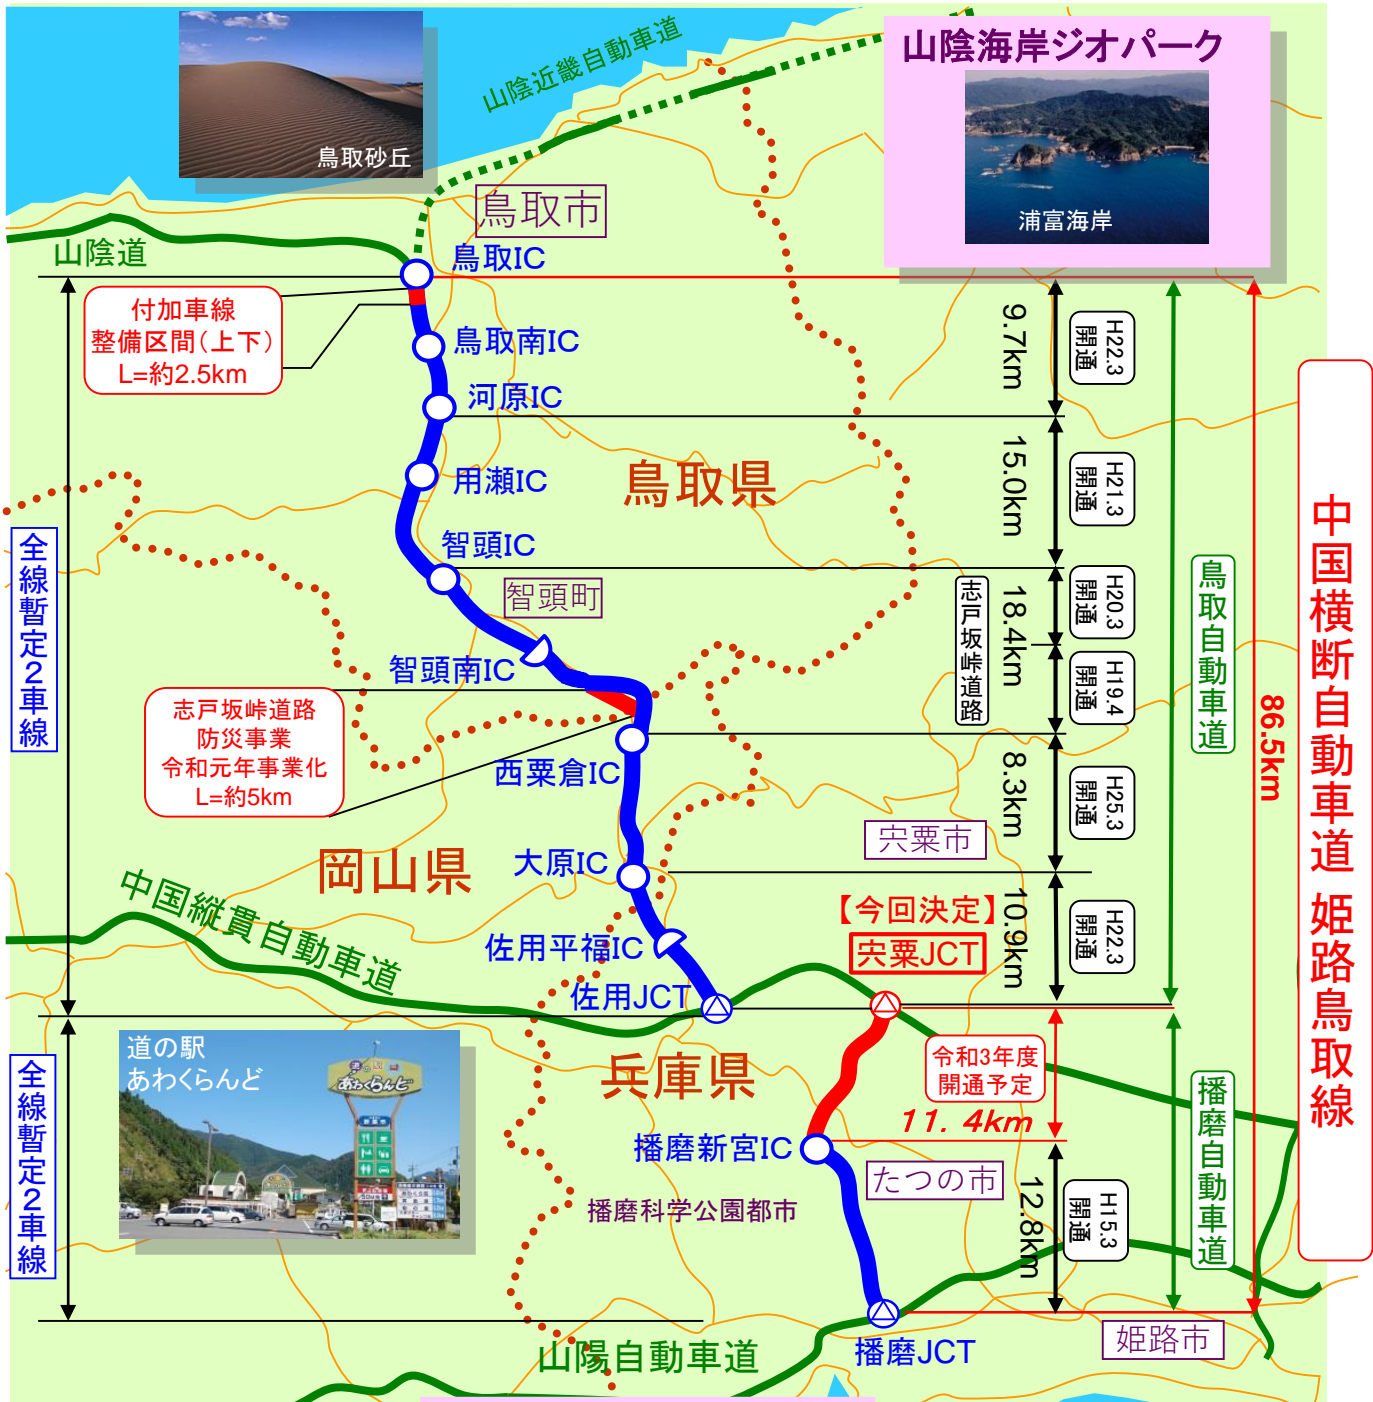 山陰海岸ジオパーク
浦富海岸
鳥取砂丘
山陰近畿自動車道
鳥取市
山陰道
鳥取IC
付加車線
整備区間(上下)
L=約2.5km
鳥取南IC
河原IC
用瀬IC
智頭IC
智頭町
智頭南IC
鳥取県
志戸坂峠道路
防災事業
令和元年事業化
L=約5km
西粟倉IC
大原IC
岡山県
中国縦貫自動車道
佐用平福IC
佐用JCT
宍粟市
【今回決定】
宍粟JCT
兵庫県
令和3年度
開通予定
11.4km
播磨新宮IC
たつの市
播磨科学公園都市
播磨JCT
姫路市
山陽自動車道
道の駅
あわくらんど
道の駅
あわくらんど
全線暫定2車線
全線暫定2車線
9.7km
15.0km
18.4km
8.3km
10.9km
12.8km
志戸坂峠道路
H22.3
開通
H21.3
開通
H20.3
開通
H19.4
開通
H25.3
開通
H22.3
開通
H15.3
開通
鳥取自動車道
播磨自動車道
86.5km
中国横断自動車道 姫路鳥取線